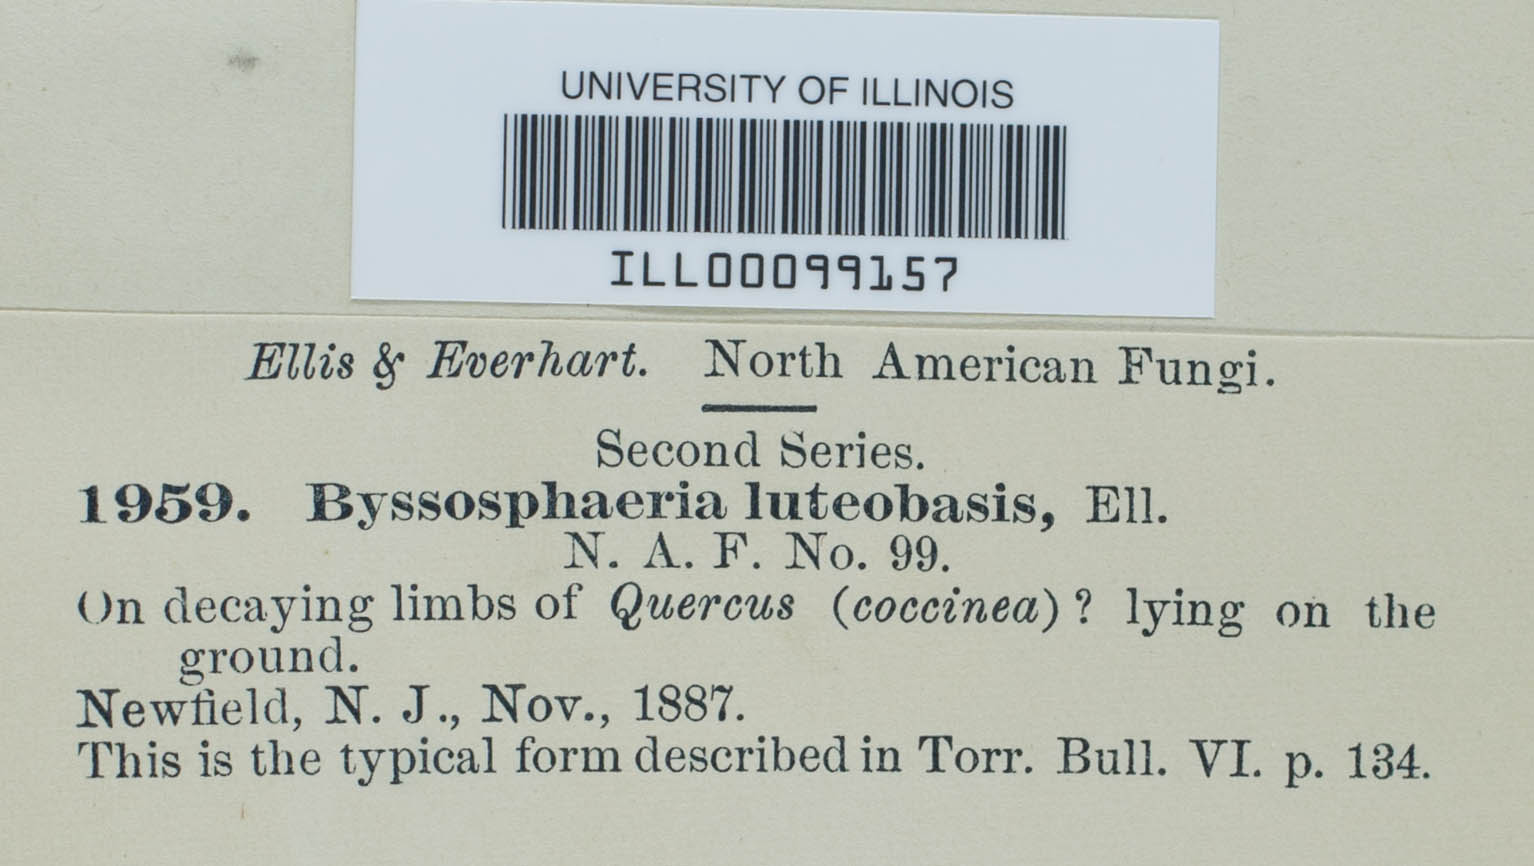 UNIVERSITY OF ILLINOIS
ILL00099157
Ellis & Everhart. North American Fungi.
Second Series.
1959. Byssosphaeria luteobasis, Ell.
N. A. F. No. 99.
On decaying limbs of Quercus (coccinea) ? lying on the
ground.
Newfield, N. J., Nov., 1887.
This is the typical form described in Torr. Bull. VI. p. 134.